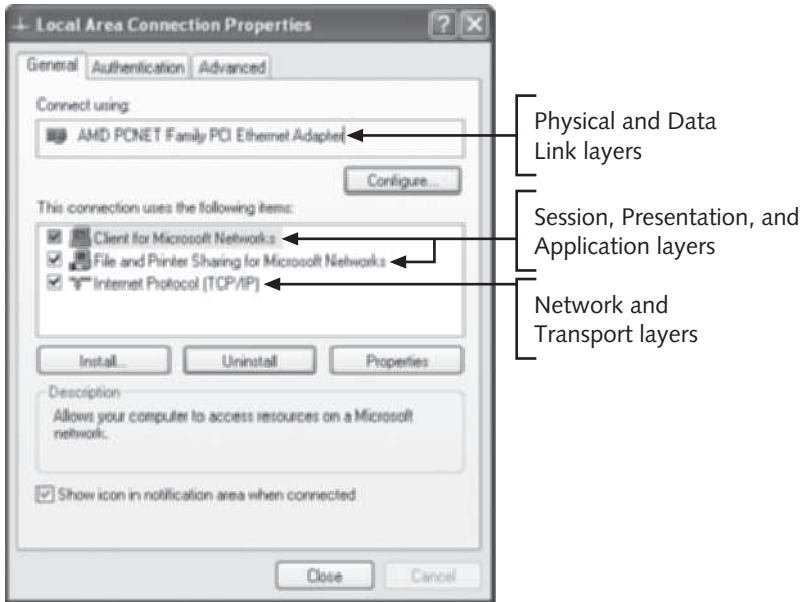 Local Area Connection Properties
General Authentication Advanced
Connect using:
AMD PCNET Family PCI Ethernet Adapter
Configure...
This connection uses the following items:
Client for Microsoft Networks
File and Printer Sharing for Microsoft Networks
Internet Protocol (TCP/IP)
Install... Uninstall Properties
Description
Allows your computer to access resources on a Microsoft
network.
Show icon in notification area when connected
Close Cancel
Physical and Data
Link layers
Session, Presentation, and
Application layers
Network and
Transport layers